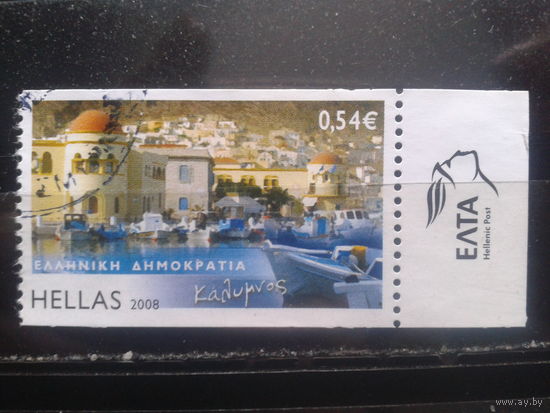 0,54€
ΕΛΛΗΝΙΚΗ ΔΗΜΟΚΡΑΤΙΑ
Κάλυμνος
HELLAS 2008
ΕΛΤΑ
Hellenic Post
www.ay.by